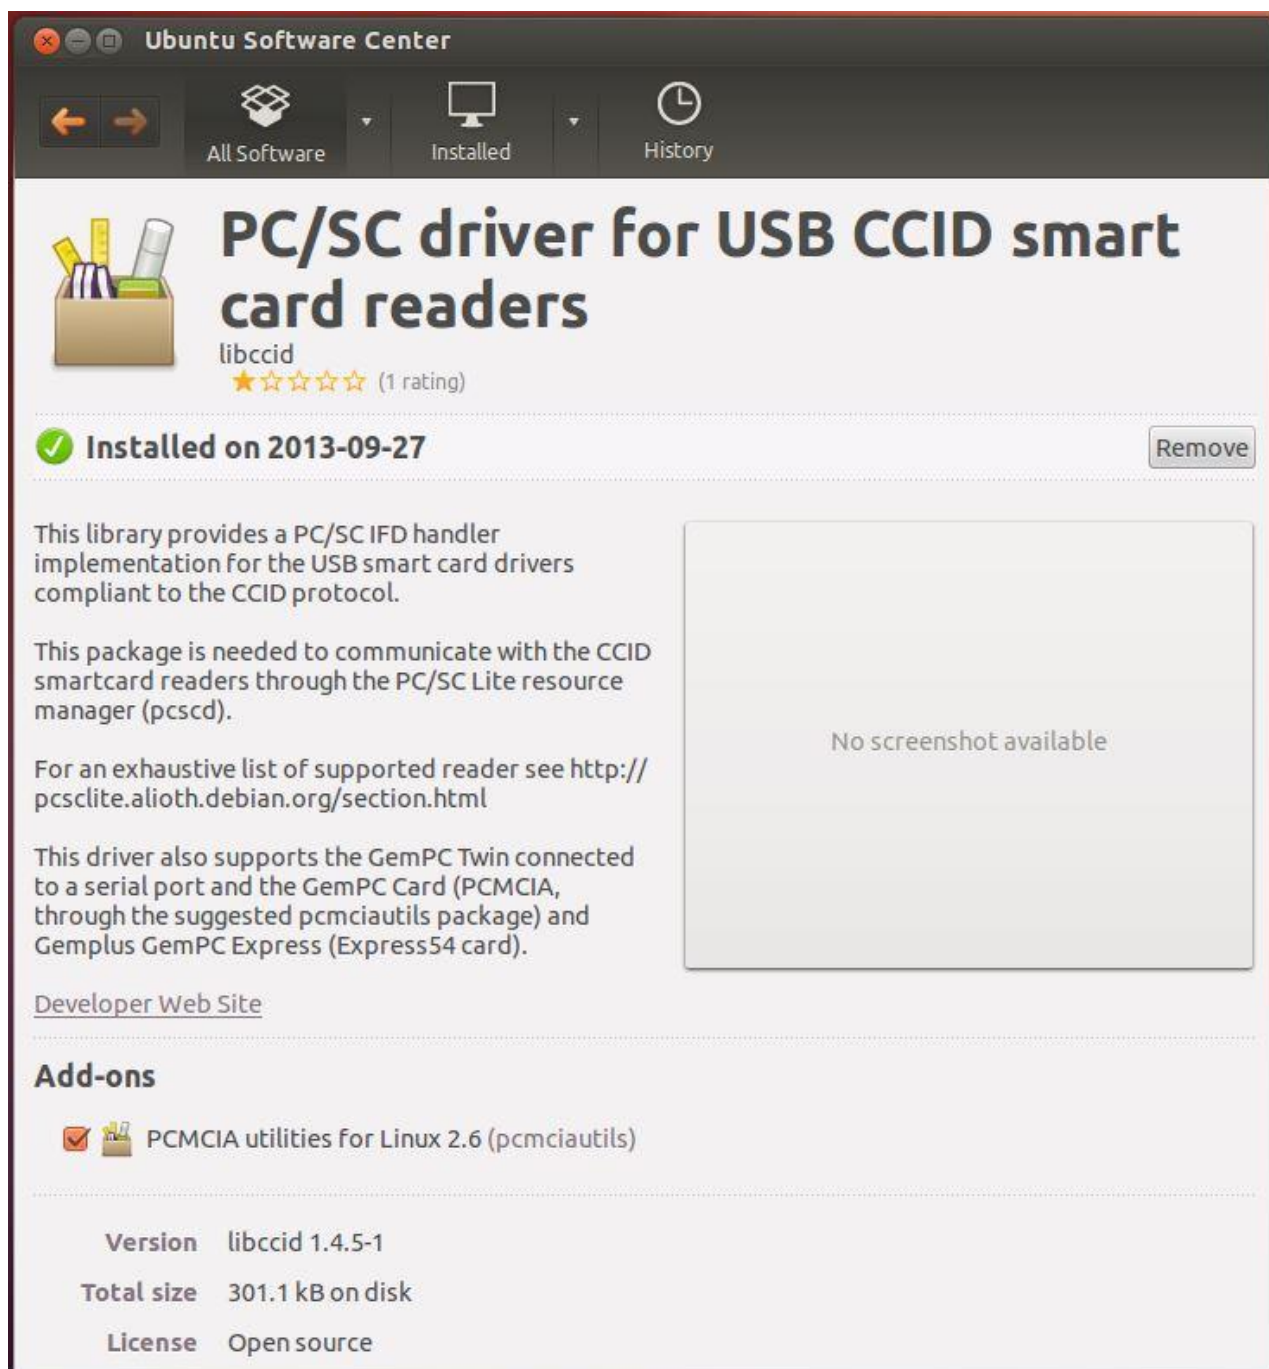 Ubuntu Software Center
All Software
Installed
History
PC/SC driver for USB CCID smart
card readers
libccid
(1 rating)
Installed on 2013-09-27
Remove
This library provides a PC/SC IFD handler
implementation for the USB smart card drivers
compliant to the CCID protocol.
This package is needed to communicate with the CCID
smartcard readers through the PC/SC Lite resource
manager (pcscd).
For an exhaustive list of supported reader see http://
pcsclite.alioth.debian.org/section.html
This driver also supports the GemPC Twin connected
to a serial port and the GemPC Card (PCMCIA,
through the suggested pcmciautils package) and
Gemplus GemPC Express (Express54 card).
No screenshot available
Developer Web Site
Add-ons
PCMCIA utilities for Linux 2.6 (pcmciautils)
Version libccid 1.4.5-1
Total size 301.1 kB on disk
License Open source